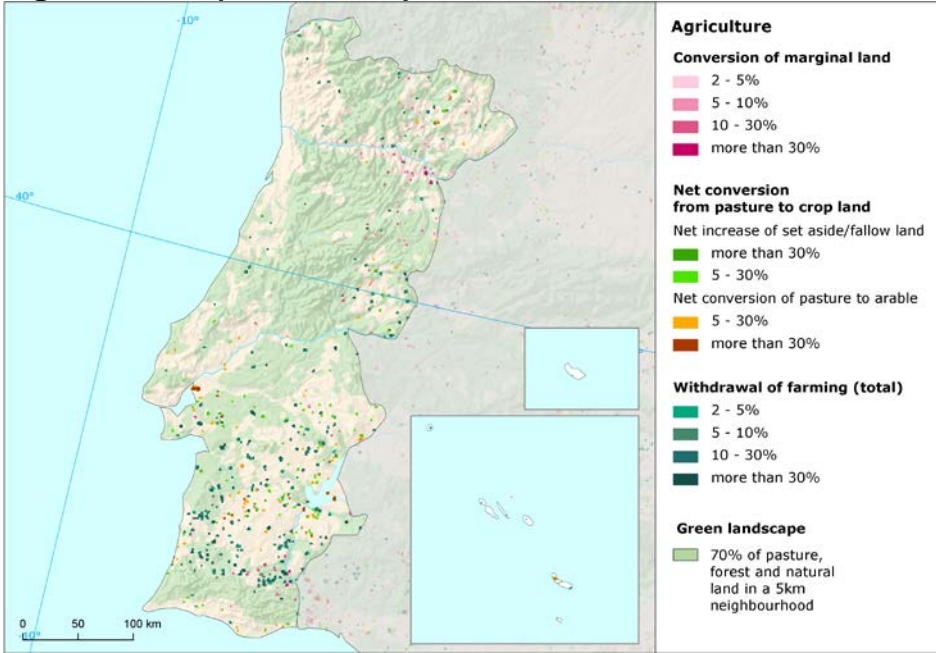 -10°
40°
-10°
0 50 100 km
Agriculture
Conversion of marginal land
2 - 5%
5 - 10%
10 - 30%
more than 30%
Net conversion
from pasture to crop land
Net increase of set aside/fallow land
more than 30%
5 - 30%
Net conversion of pasture to arable
5 - 30%
more than 30%
Withdrawal of farming (total)
2 - 5%
5 - 10%
10 - 30%
more than 30%
Green landscape
70% of pasture,
forest and natural
land in a 5km
neighbourhood